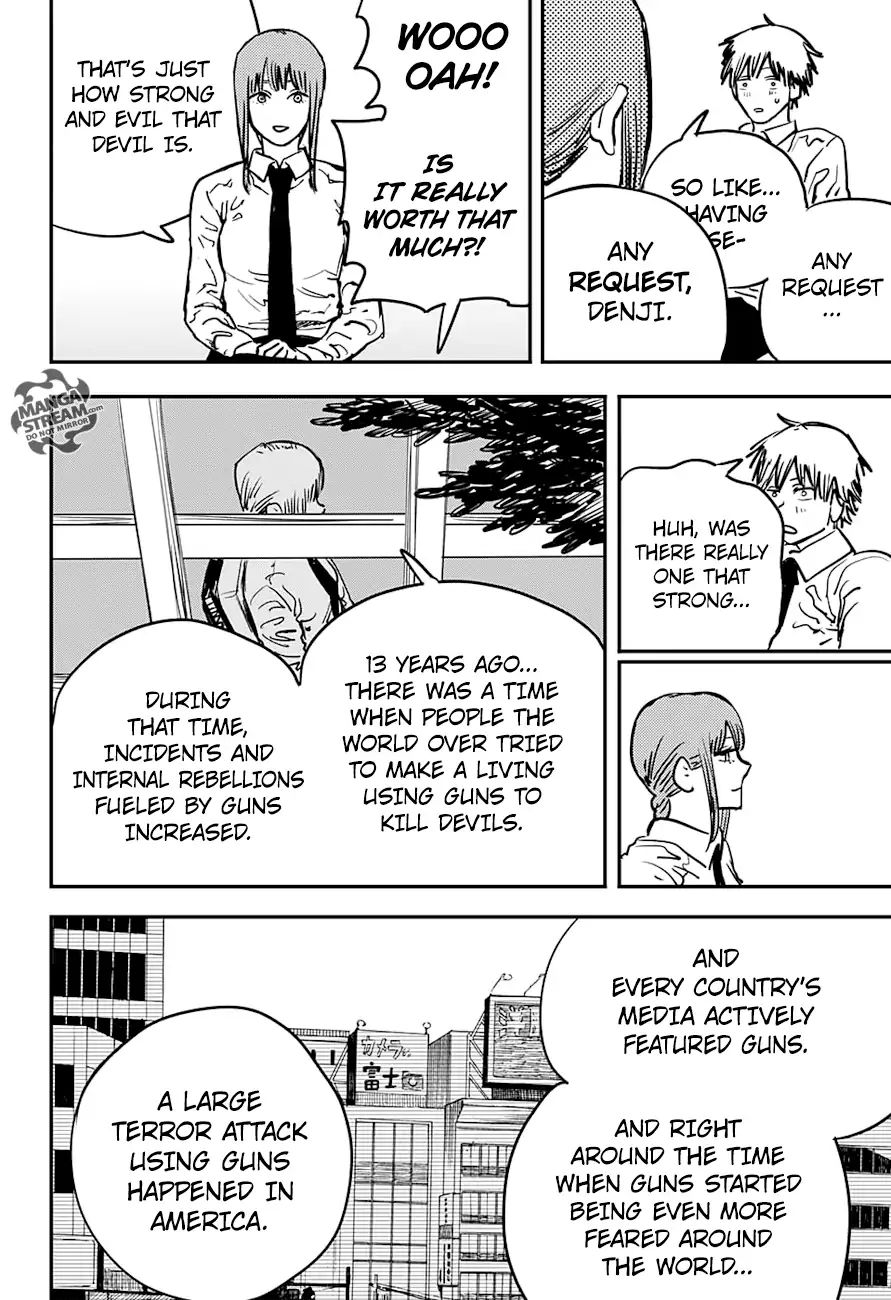 ANY
REQUEST
...
SO LIKE...
HAVING
SE-
ANY
REQUEST,
DENJI.
WOOO
OAH!
IS
IT REALLY
WORTH THAT
MUCH?!
THAT'S JUST
HOW STRONG
AND EVIL THAT
DEVIL IS.
MANGA
STREAM.com
DO NOT MIRROR
HUH, WAS
THERE REALLY
ONE THAT
STRONG...
13 YEARS AGO...
THERE WAS A TIME
WHEN PEOPLE THE
WORLD OVER TRIED
TO MAKE A LIVING
USING GUNS TO
KILL DEVILS.
DURING
THAT TIME,
INCIDENTS AND
INTERNAL REBELLIONS
FUELED BY GUNS
INCREASED.
AND
EVERY COUNTRY'S
MEDIA ACTIVELY
FEATURED GUNS.
AND RIGHT
AROUND THE TIME
WHEN GUNS STARTED
BEING EVEN MORE
FEARED AROUND
THE WORLD...
カメラ
富士
A LARGE
TERROR ATTACK
USING GUNS
HAPPENED IN
AMERICA.